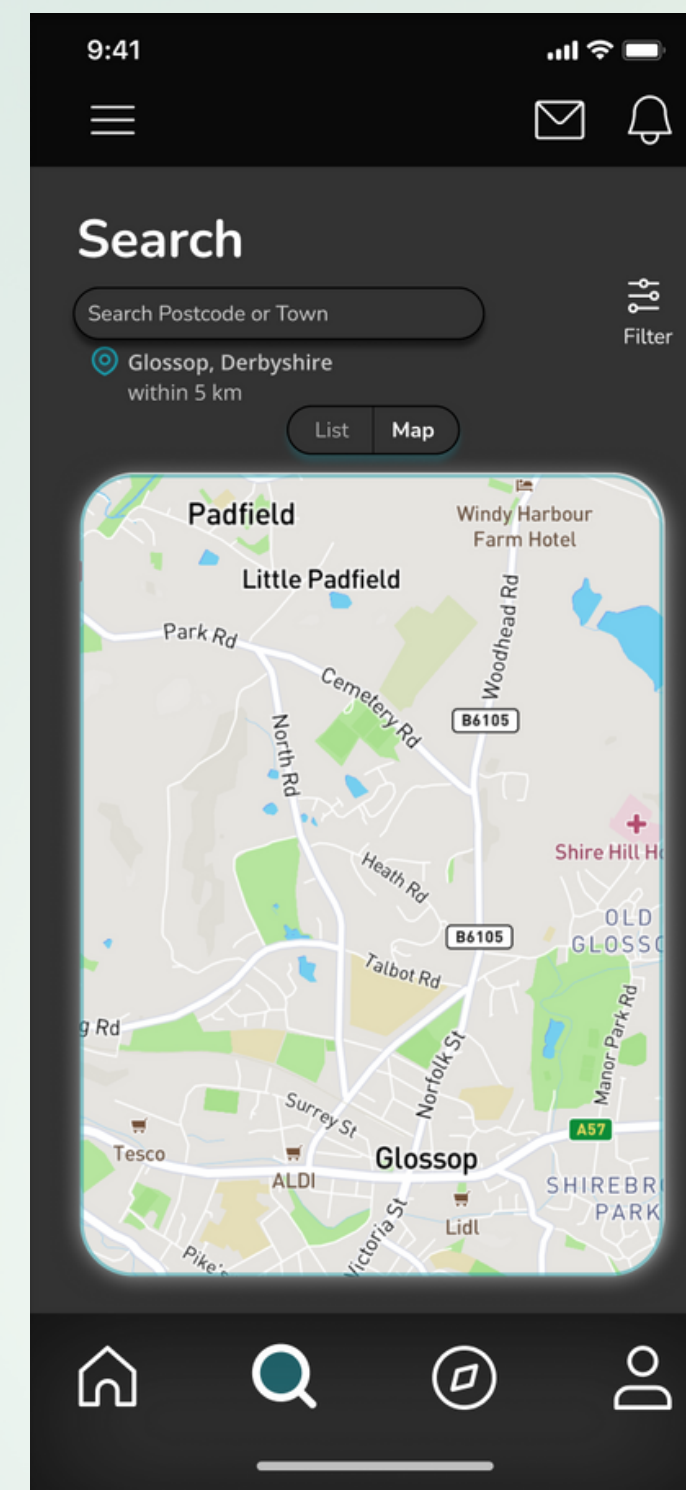 9:41
Search
Search Postcode or Town
Filter
Glossop, Derbyshire
within 5 km
List Map
Padfield
Windy Harbour
Farm Hotel
Little Padfield
Woodhead Rd
Park Rd
Cemetery Rd
B6105
North Rd
Shire Hill Ho
Heath Rd
OLD
GLOSSO
B6105
Talbot Rd
g Rd
Manor Park Rd
Norfolk St
Surrey St
A57
Tesco
ALDI
Glossop
SHIREBR
PARK
Lidl
Victoria St
Pike's